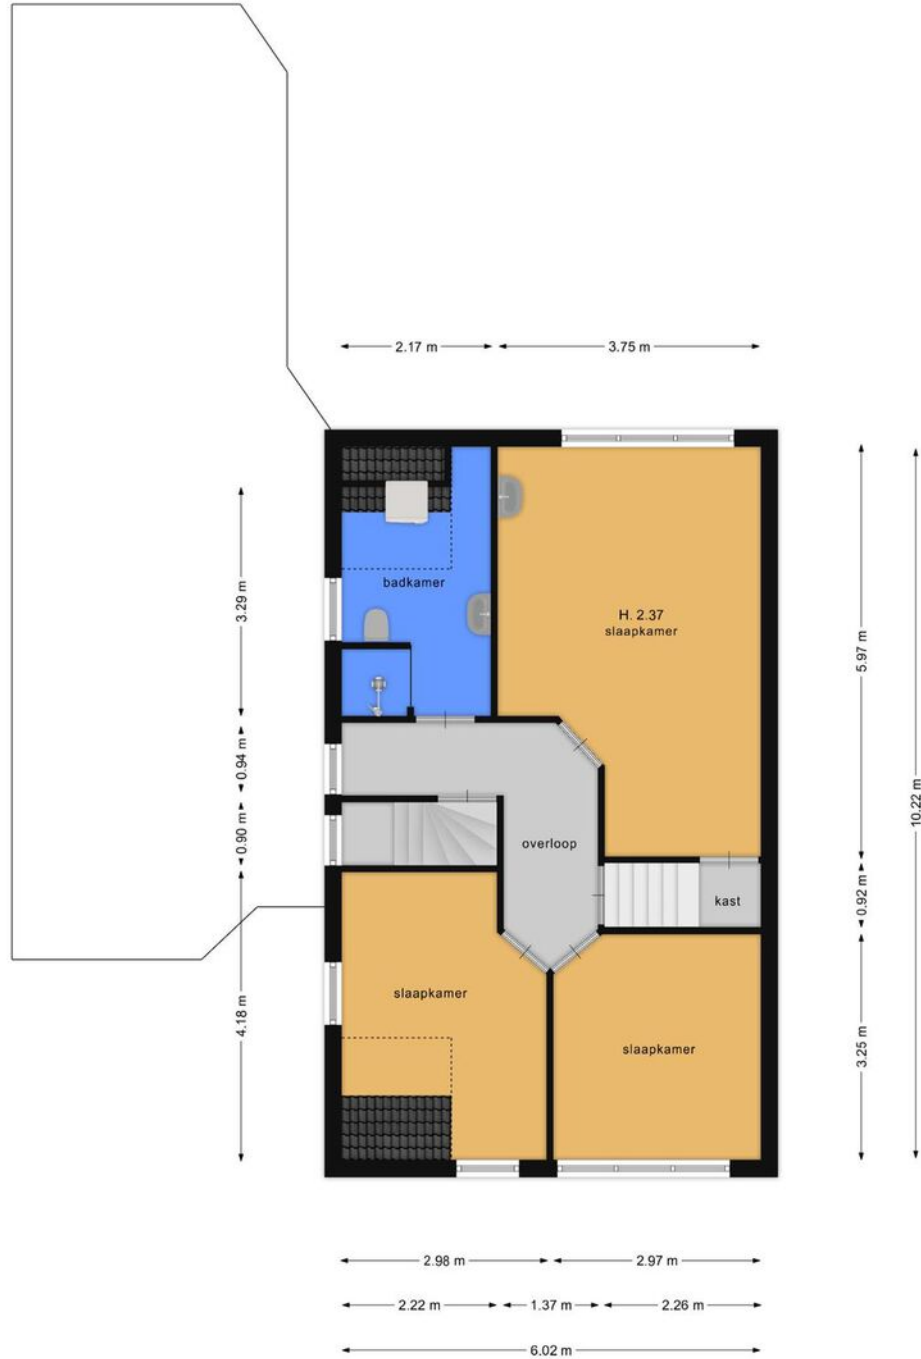 2.17 m
3.75 m
3.29 m
badkamer
H. 2.37
slaapkamer
5.97 m
0.94 m
10.22 m
0.90 m
overloop
0.92 m
kast
4.18 m
slaapkamer
slaapkamer
3.25 m
2.98 m
2.97 m
2.22 m
1.37 m
2.26 m
6.02 m